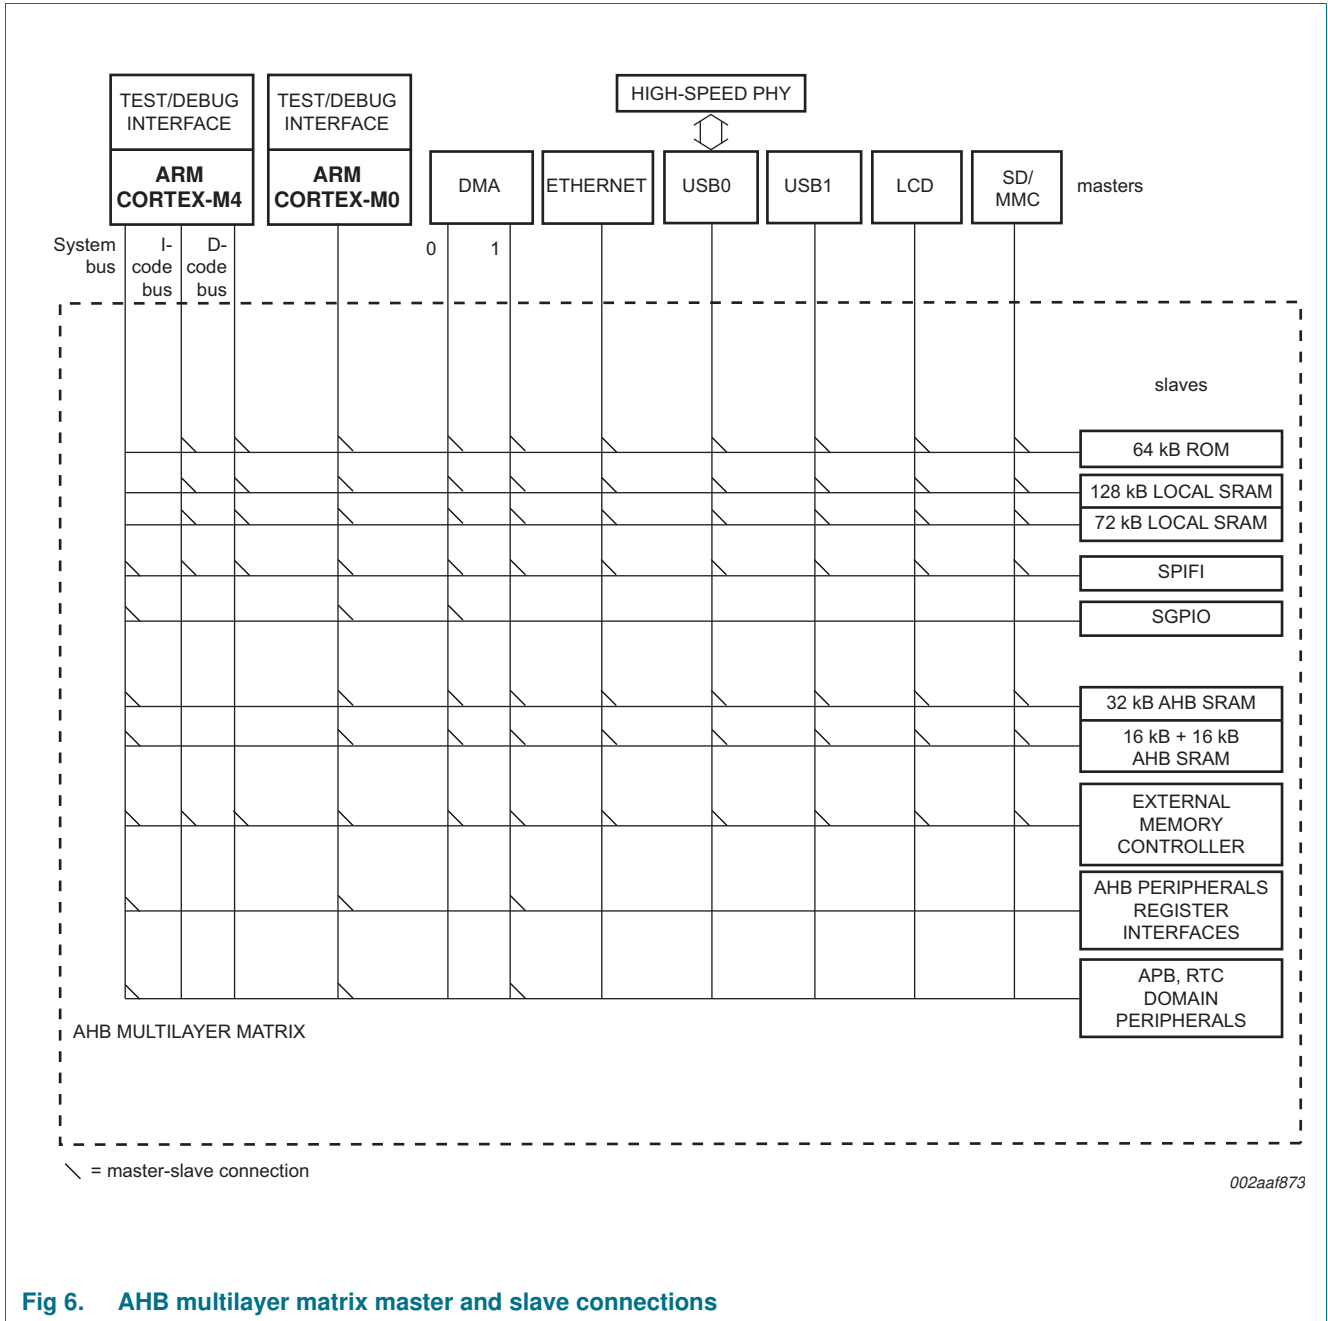 TEST/DEBUG
INTERFACE
TEST/DEBUG
INTERFACE
HIGH-SPEED PHY
ARM
CORTEX-M4
ARM
CORTEX-M0
DMA
ETHERNET
USB0
USB1
LCD
SD/
MMC
masters
System
bus
I-
code
bus
D-
code
bus
0
1
slaves
64 kB ROM
128 kB LOCAL SRAM
72 kB LOCAL SRAM
SPIFI
SGPIO
32 kB AHB SRAM
16 kB + 16 kB
AHB SRAM
EXTERNAL
MEMORY
CONTROLLER
AHB PERIPHERALS
REGISTER
INTERFACES
APB, RTC
DOMAIN
PERIPHERALS
AHB MULTILAYER MATRIX
= master-slave connection
002aaf873
Fig 6. AHB multilayer matrix master and slave connections